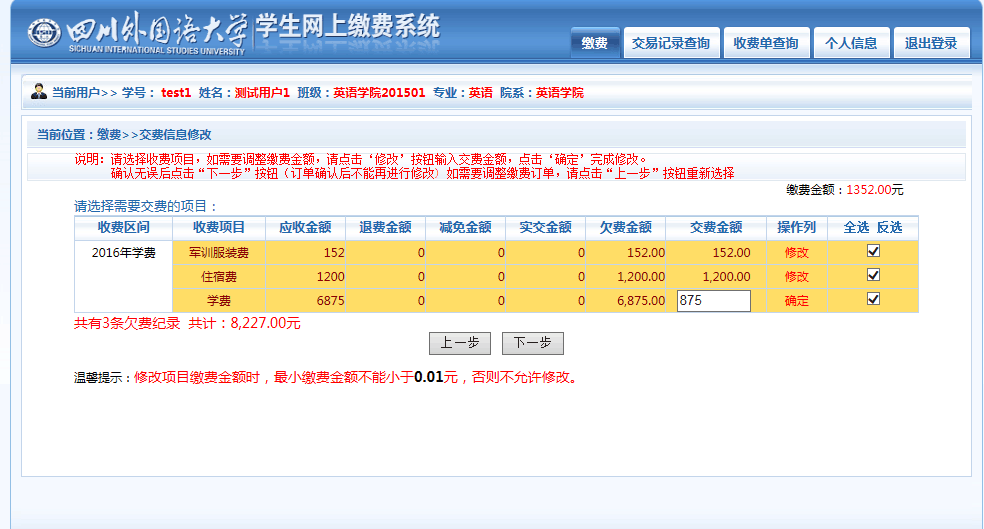 四川外国语大学 学生网上缴费系统
SICHUAN INTERNATIONAL STUDIES UNIVERSITY
缴费 交易记录查询 收费单查询 个人信息 退出登录
当前用户>> 学号： test1 姓名：测试用户1 班级：英语学院201501 专业：英语 院系：英语学院
当前位置：缴费>>交费信息修改
说明：请选择收费项目，如需要调整缴费金额，请点击‘修改’按钮输入交费金额，点击‘确定’完成修改。
确认无误后点击“下一步”按钮（订单确认后不能再进行修改）如需要调整缴费订单，请点击“上一步”按钮重新选择
缴费金额：1352.00元
请选择需要交费的项目：
收费区间 收费项目 应收金额 退费金额 减免金额 实交金额 欠费金额 交费金额 操作列 全选 反选
2016年学费 军训服装费 152 0 0 0 152.00 152.00 修改
住宿费 1200 0 0 0 1,200.00 1,200.00 修改
学费 6875 0 0 0 6,875.00 875 确定
共有3条欠费纪录 共计：8,227.00元
上一步 下一步
温馨提示：修改项目缴费金额时，最小缴费金额不能小于0.01元，否则不允许修改。